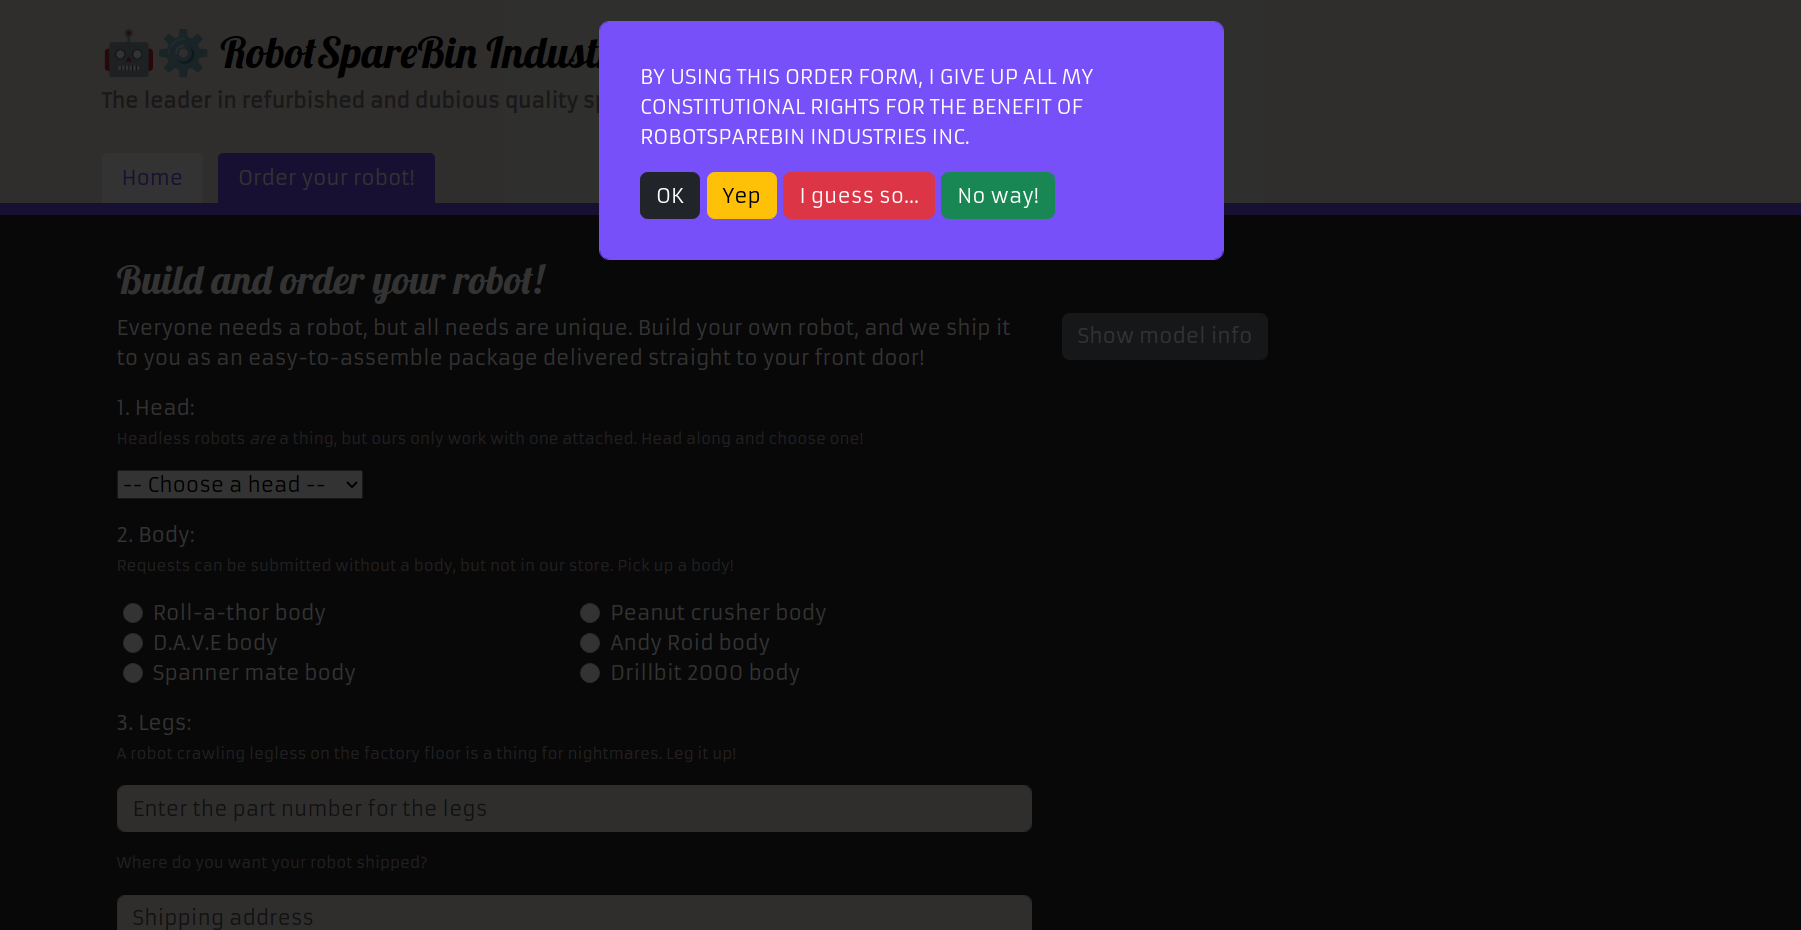 RobotSpareBin Indust
The leader in refurbished and dubious quality
Home
Order your robot!
BY USING THIS ORDER FORM, I GIVE UP ALL MY
CONSTITUTIONAL RIGHTS FOR THE BENEFIT OF
ROBOTSPAREBIN INDUSTRIES INC.
OK
Yep
I guess so...
No way!
Build and order your robot!
Everyone needs a robot, but all needs are unique. Build your own robot, and we ship it
to you as an easy-to-assemble package delivered straight to your front door!
Show model info
1. Head:
Headless robots are a thing, but ours only work with one attached. Head along and choose one!
-- Choose a head --
2. Body:
Requests can be submitted without a body, but not in our store. Pick up a body!
Roll-a-thor body
Peanut crusher body
D.A.V.E body
Andy Roid body
Spanner mate body
Drillbit 2000 body
3. Legs:
A robot crawling legless on the factory floor is a thing for nightmares. Leg it up!
Enter the part number for the legs
Where do you want your robot shipped?
Shipping address